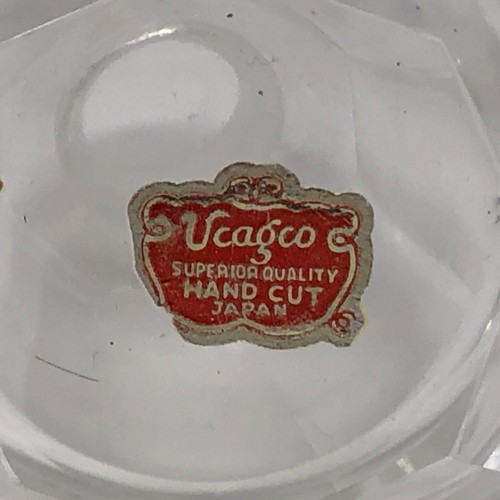 Ucagco
SUPERIOR QUALITY
HAND CUT
JAPAN